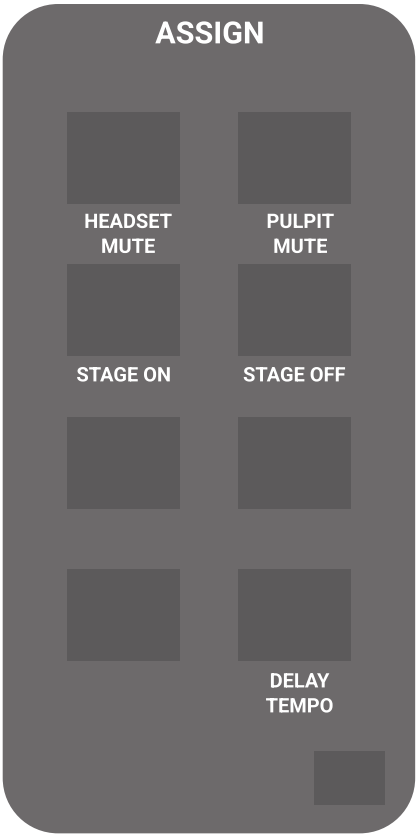 ASSIGN
HEADSET PULPIT
MUTE MUTE
STAGE ON STAGE OFF
DELAY
TEMPO